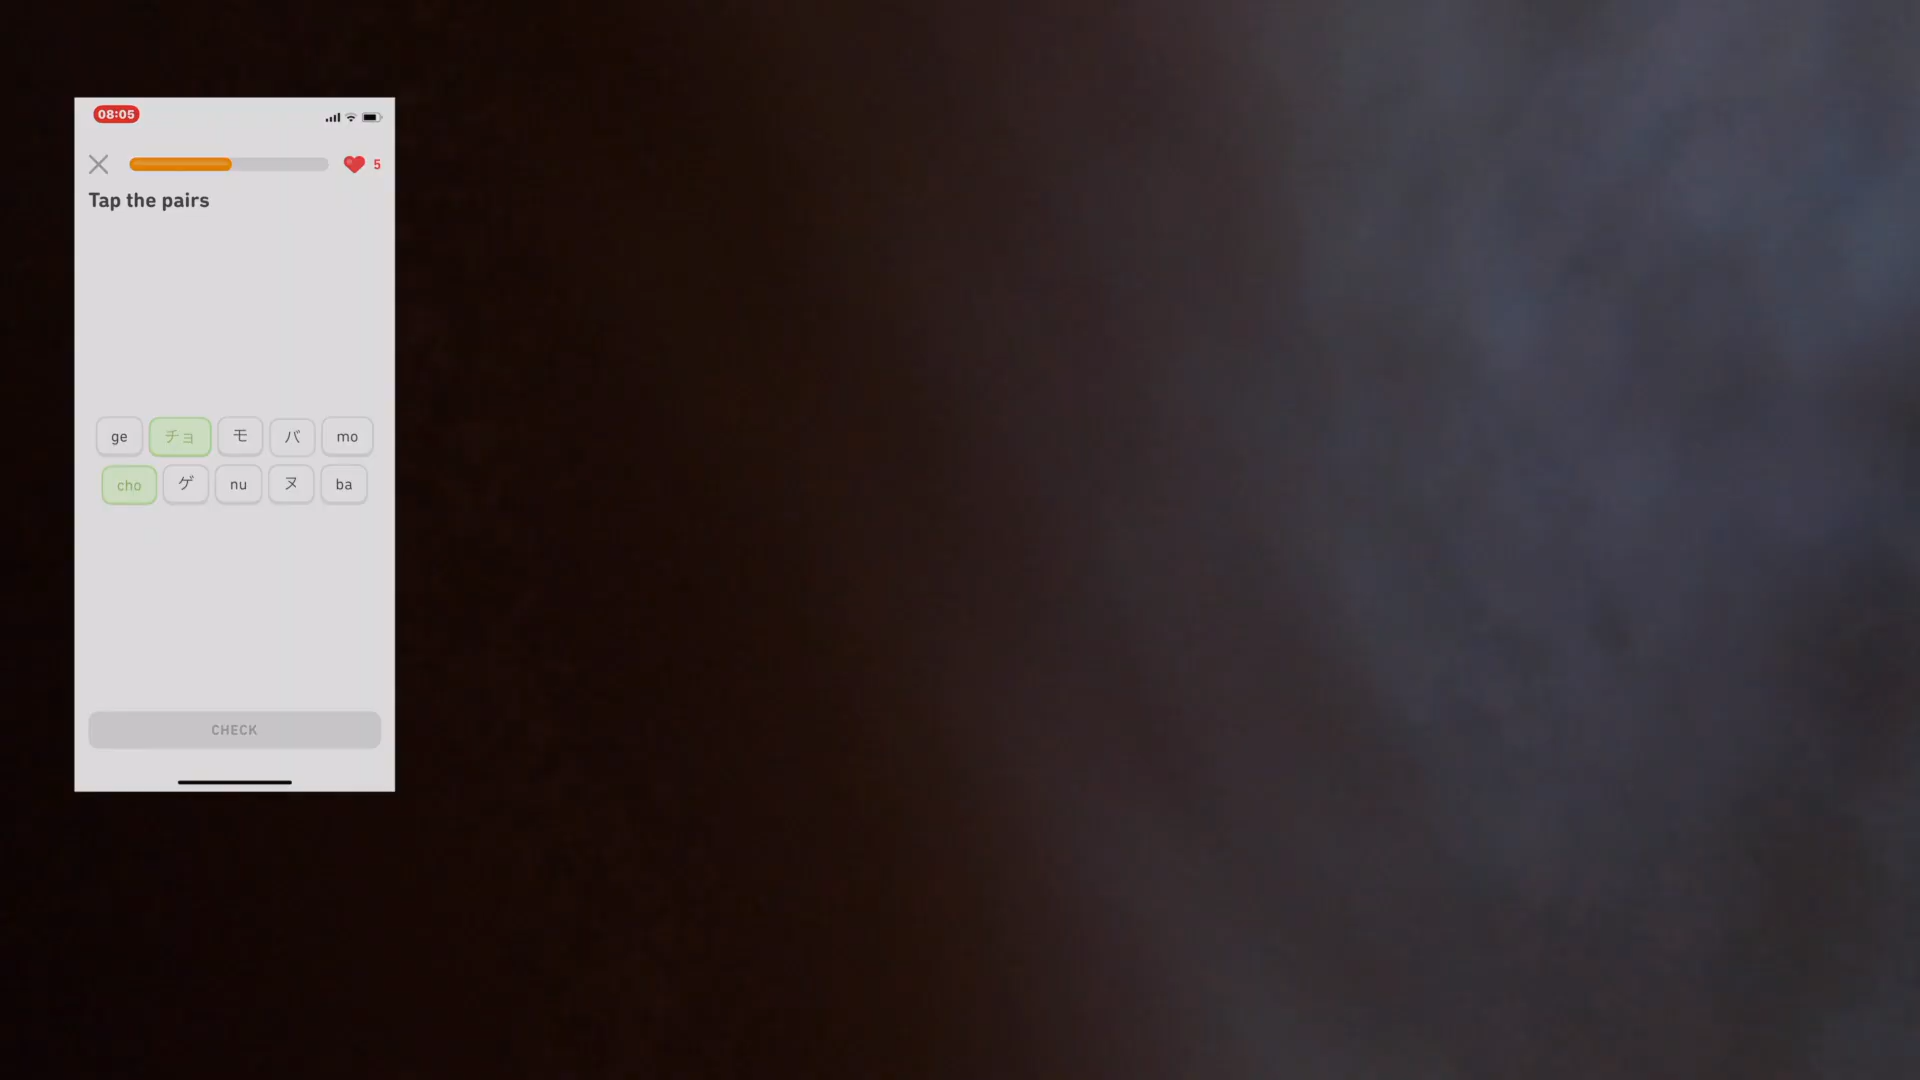 08:05
5
Tap the pairs
ge チョ モ バ mo
cho ゲ nu ヌ ba
CHECK